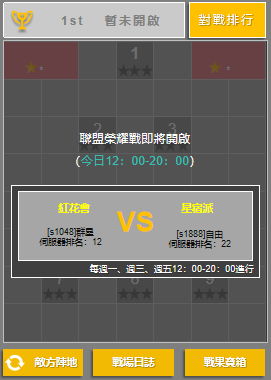 1st 暫未開啟
對戰排行
1
聯盟榮耀戰即將開啟
(今日12：00-20：00)
2 3
紅花會 VS 星宿派
[s1048]群星 [s1888]自由
伺服器排名：12 伺服器排名：22
每週一、週三、週五12：00-20：00進行
7 8 9
敵方陣地 戰場日誌 戰果寶箱